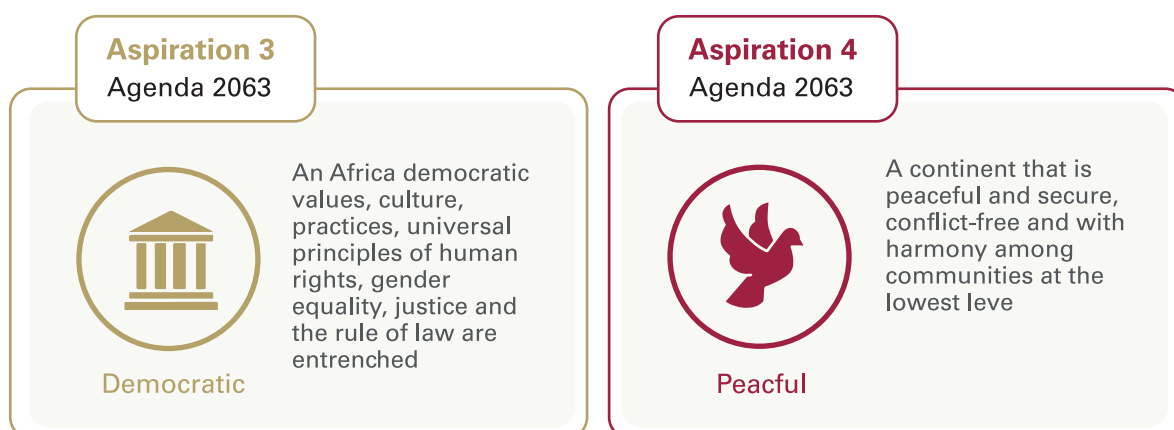 Aspiration 3
Agenda 2063
An Africa democratic
values, culture,
practices, universal
principles of human
rights, gender
equality, justice and
the rule of law are
entrenched
Democratic
Aspiration 4
Agenda 2063
A continent that is
peaceful and secure,
conflict-free and with
harmony among
communities at the
lowest leve
Peacful